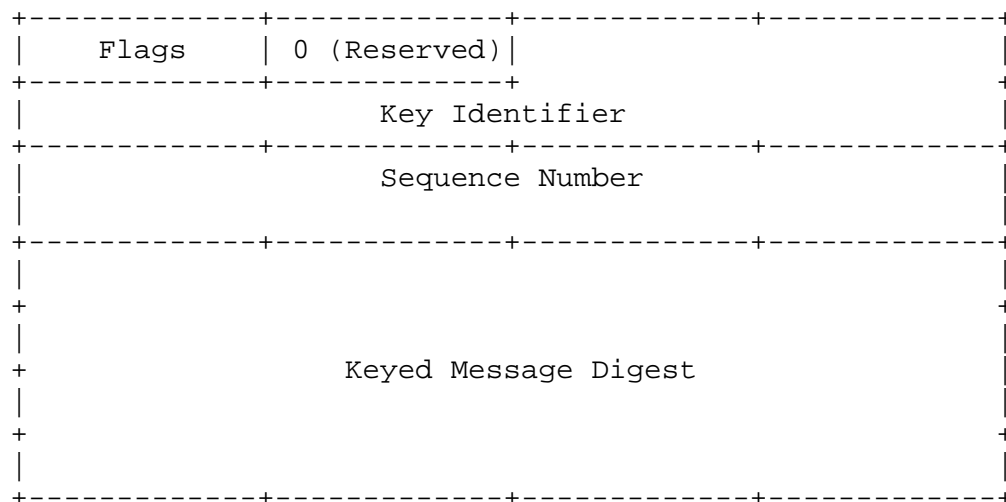 Flags 0 (Reserved)
Key Identifier
Sequence Number
Keyed Message Digest